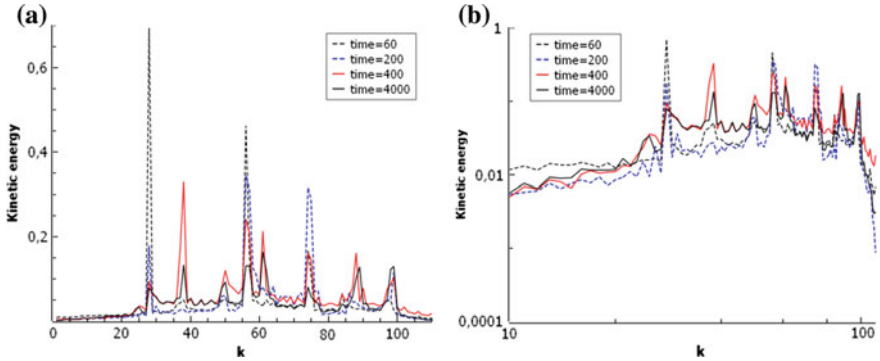 (a)
Kinetic energy
0,6
0,4
0,2
0
20
40
60
80
100
k
time=60
time=200
time=400
time=4000
(b)
Kinetic energy
1
0,01
0,0001
10
100
k
time=60
time=200
time=400
time=4000